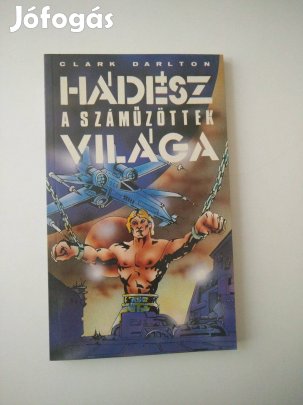 Jófogás
CLARK DARLTON
HÁDÉSZ
A SZÁMŰZÖTTEK
VILÁGA